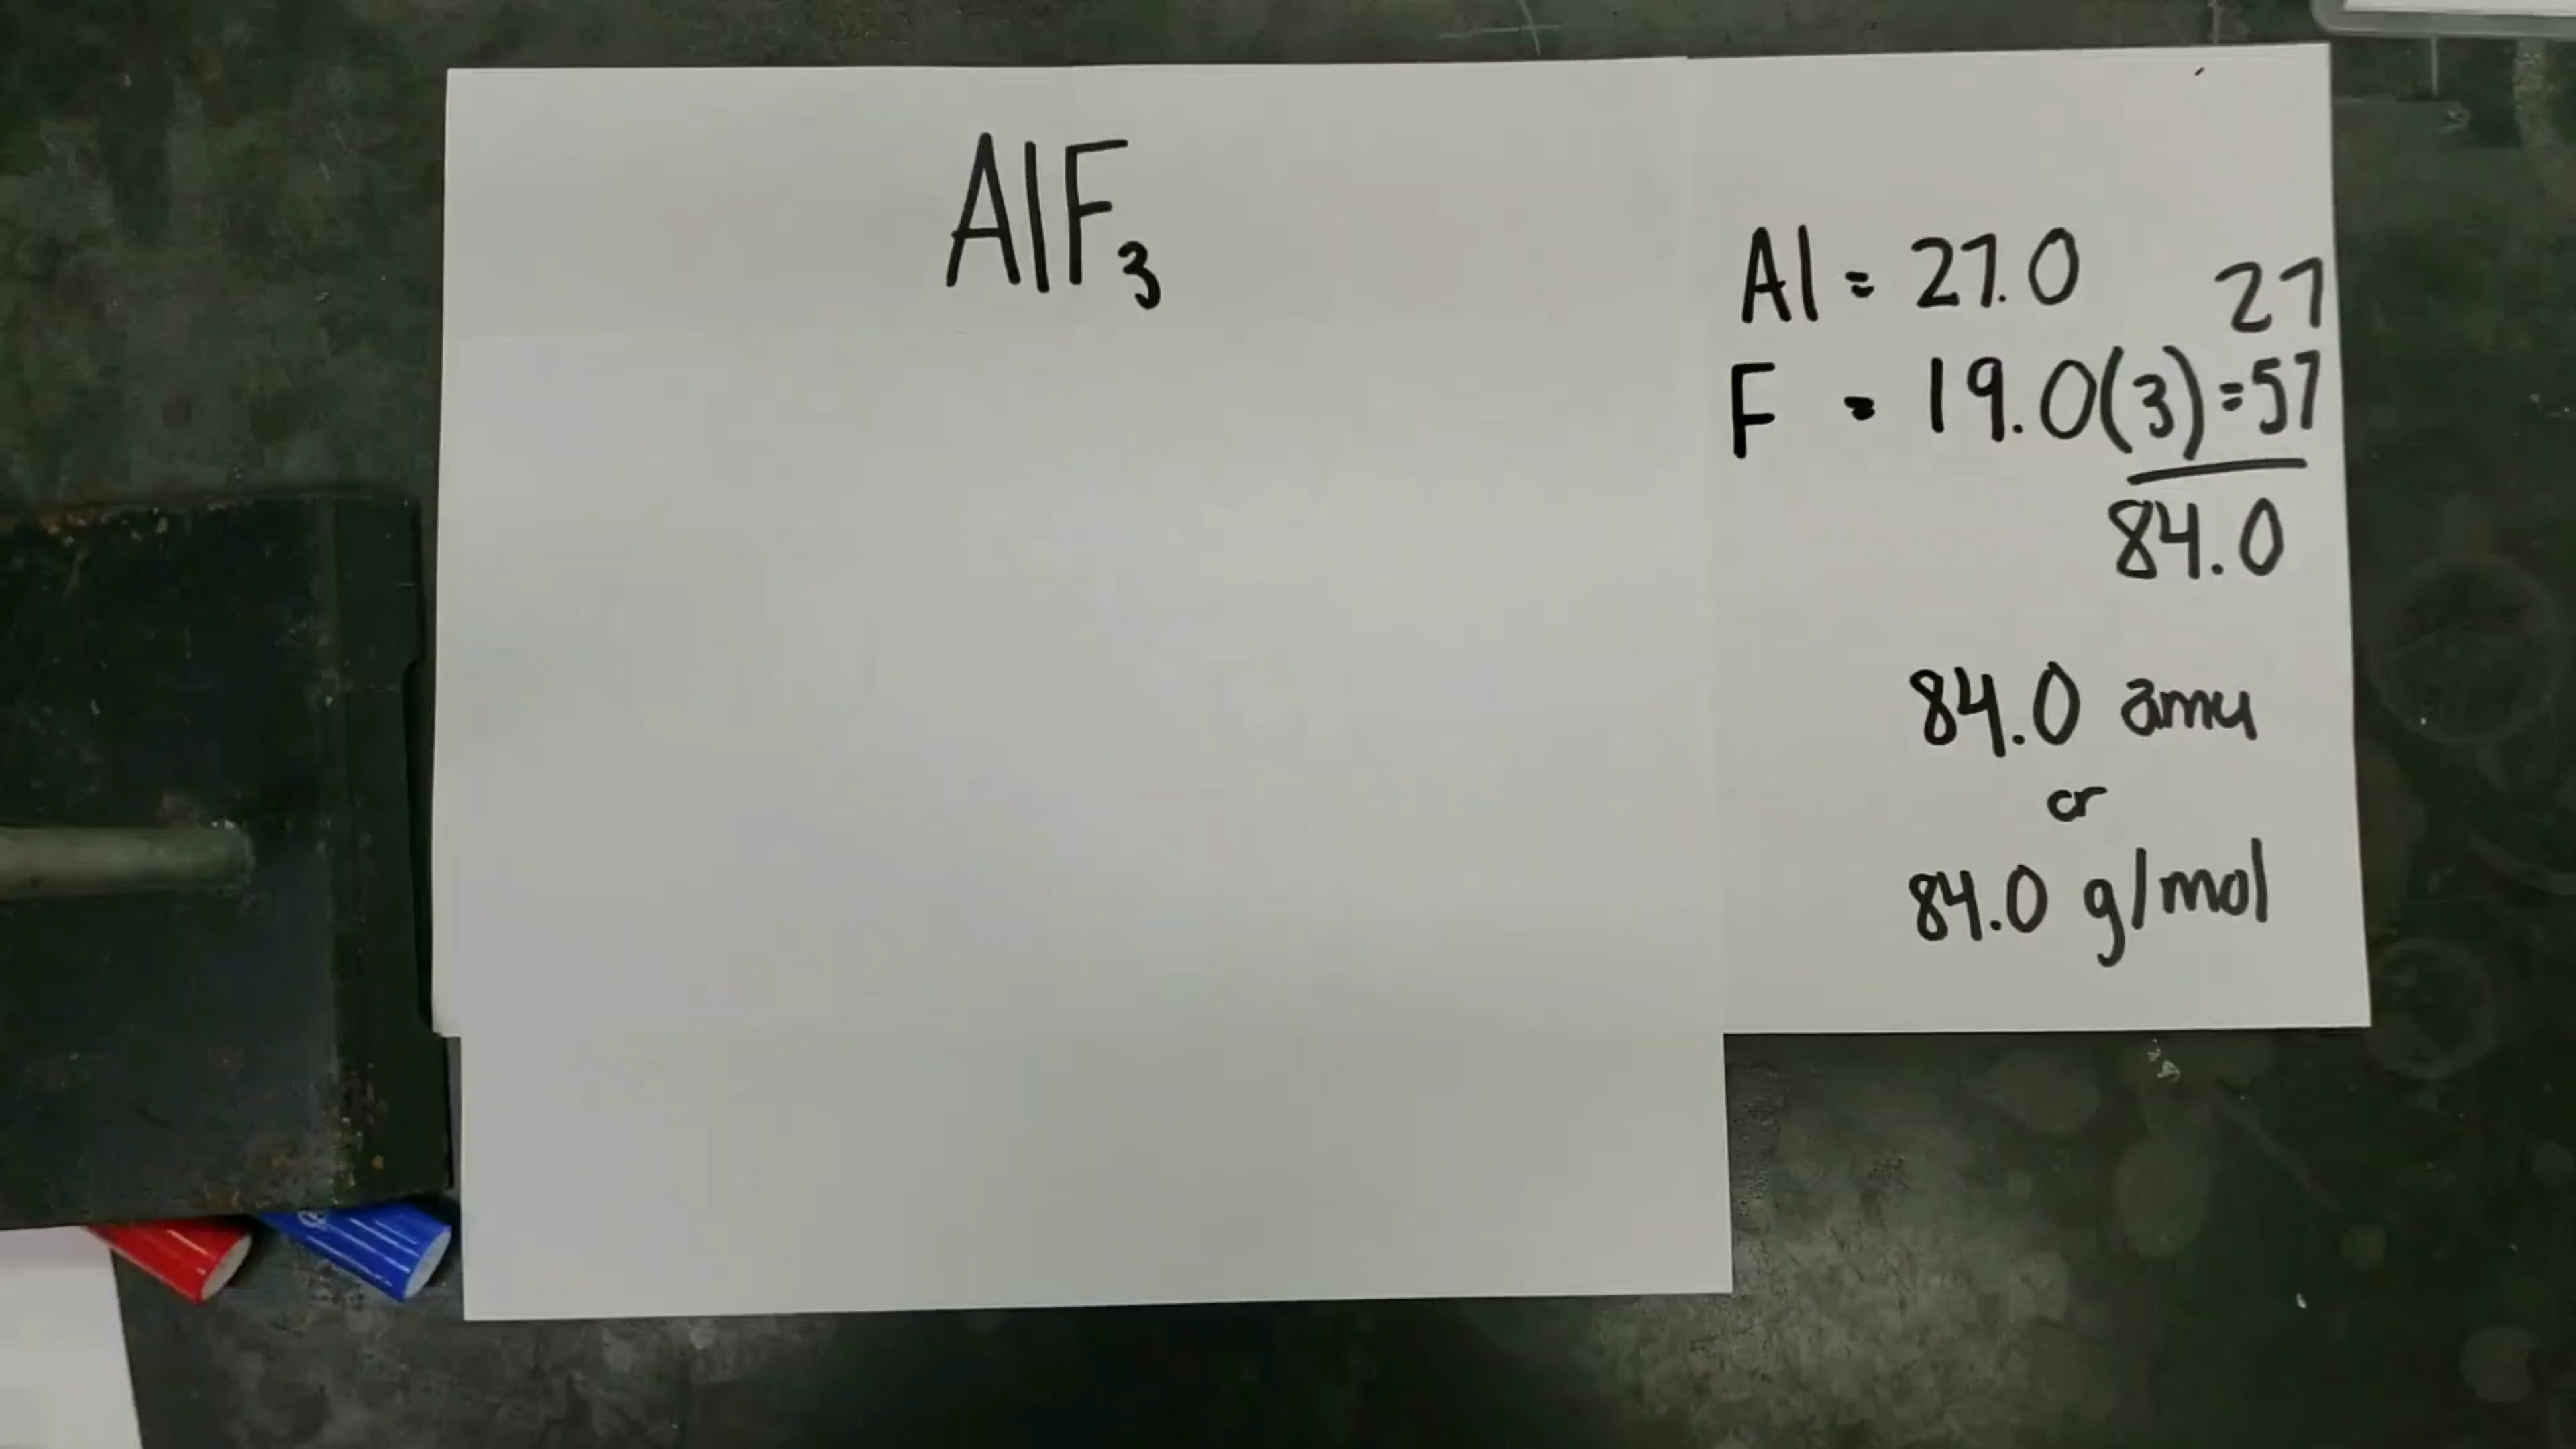 AlF₃
Al = 27.0 27
F = 19.0(3)=57
84.0
84.0 amu
or
84.0 g/mol